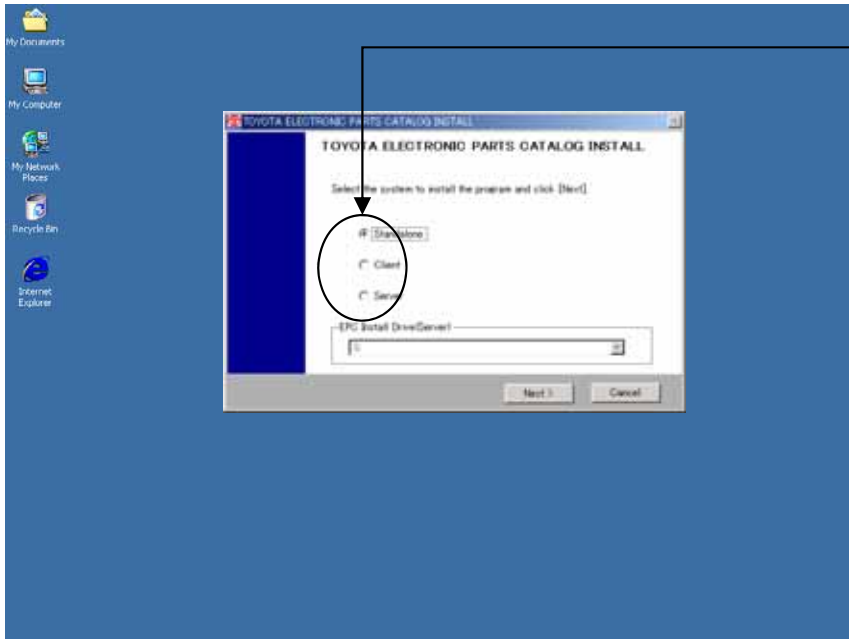 My Documents
My Computer
My Network
Places
Recycle Bin
Internet
Explorer
TOYOTA ELECTRONIC PARTS CATALOG INSTALL
TOYOTA ELECTRONIC PARTS CATALOG INSTALL
Select the system to install the program and click [Next].
Standalone
Client
Server
EPC Install Drive(Server)
Next >
Cancel